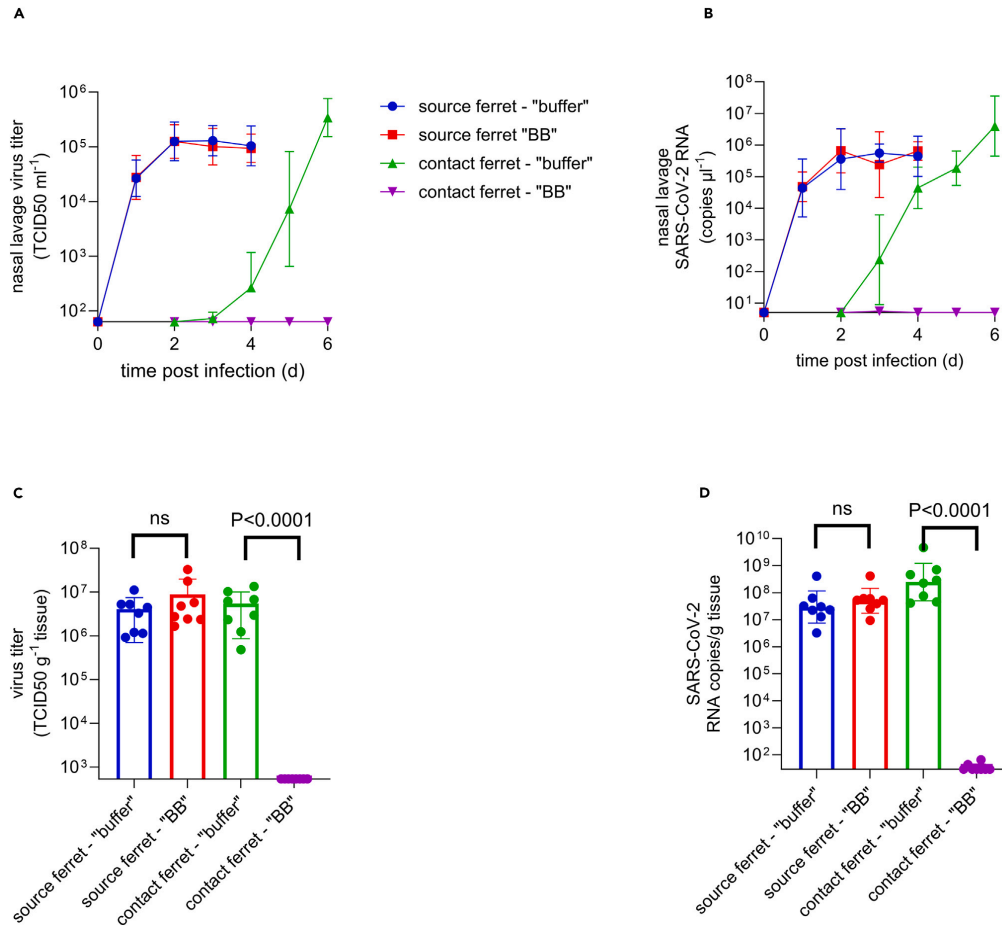 A
nasal lavage virus titer
(TCID50 ml⁻¹)
10⁶
10⁵
10⁴
10³
10²
0 2 4 6
time post infection (d)
source ferret - "buffer"
source ferret "BB"
contact ferret - "buffer"
contact ferret - "BB"
B
nasal lavage
SARS-CoV-2 RNA
(copies µl⁻¹)
10⁸
10⁷
10⁶
10⁵
10⁴
10³
10²
10¹
0 2 4 6
time post infection (d)
C
virus titer
(TCID50 g⁻¹ tissue)
10⁸
10⁷
10⁶
10⁵
10⁴
10³
ns
P<0.0001
source ferret - "buffer"
source ferret - "BB"
contact ferret - "buffer"
contact ferret - "BB"
D
SARS-CoV-2
RNA copies/g tissue
10¹⁰
10⁹
10⁸
10⁷
10⁶
10⁵
10⁴
10³
10²
ns
P<0.0001
source ferret - "buffer"
source ferret - "BB"
contact ferret - "buffer"
contact ferret - "BB"